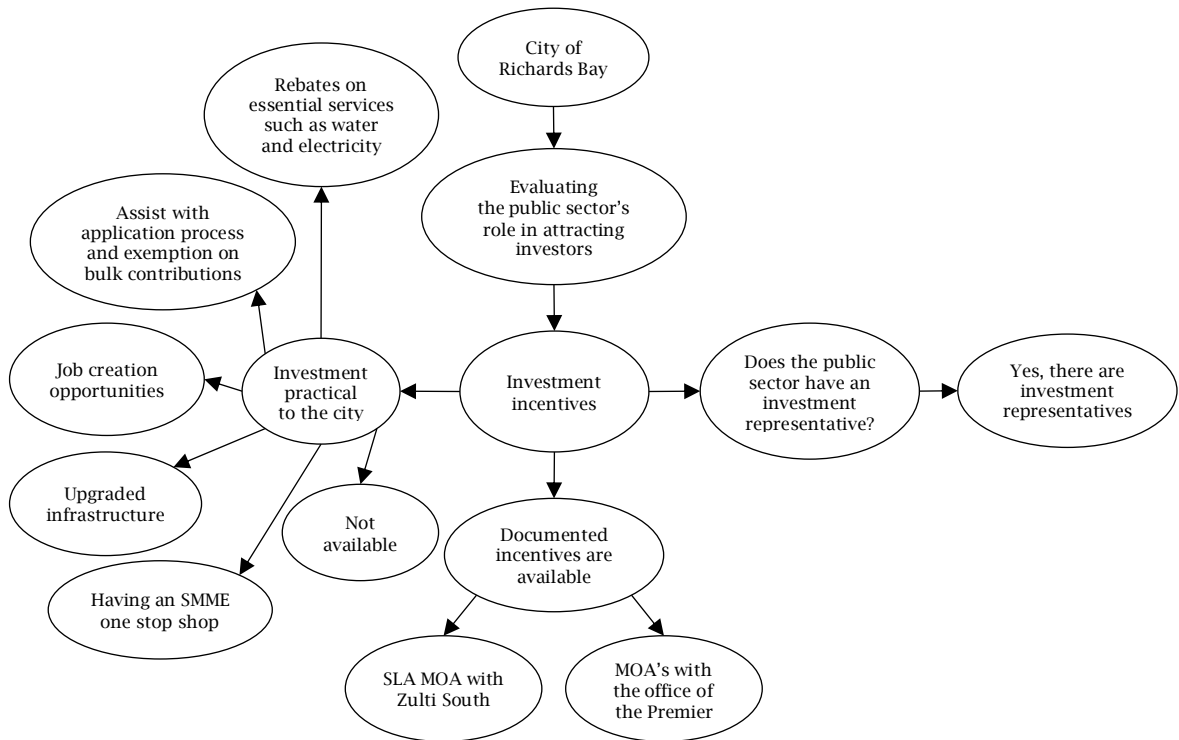 City of
Richards Bay
Rebates on
essential services
such as water
and electricity
Evaluating
the public sector's
role in attracting
investors
Assist with
application process
and exemption on
bulk contributions
Job creation
opportunities
Investment
practical
to the city
Investment
incentives
Does the public
sector have an
investment
representative?
Yes, there are
investment
representatives
Upgraded
infrastructure
Not
available
Documented
incentives are
available
Having an SMME
one stop shop
SLA MOA with
Zulti South
MOA's with
the office of
the Premier